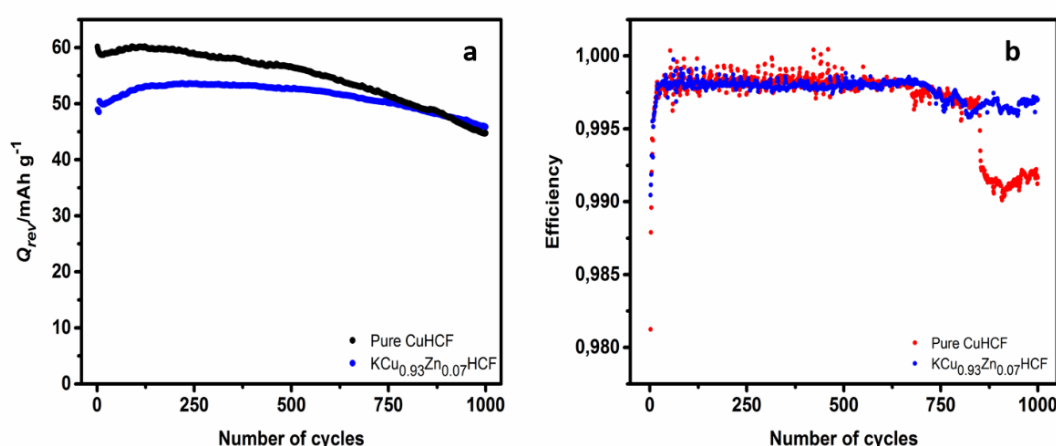 a
60
50
40
30
20
10
0
Qrev/mAh g-1
Pure CuHCF
KCu0.93Zn0.07HCF
0
250
500
750
1000
Number of cycles
b
1,000
0,995
0,990
0,985
0,980
Efficiency
Pure CuHCF
KCu0.93Zn0.07HCF
0
250
500
750
1000
Number of cycles